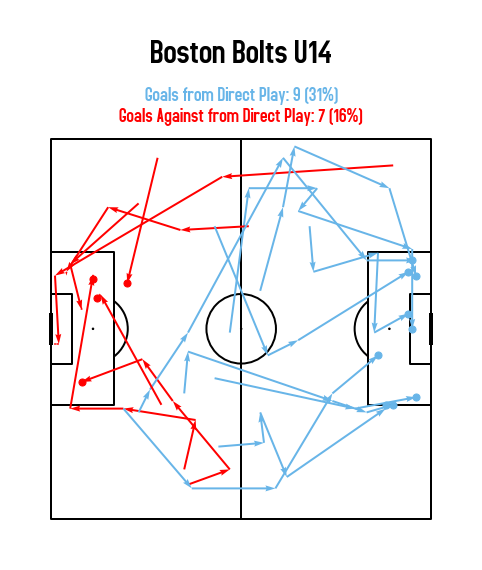 Boston Bolts U14
Goals from Direct Play: 9 (31%)
Goals Against from Direct Play: 7 (16%)